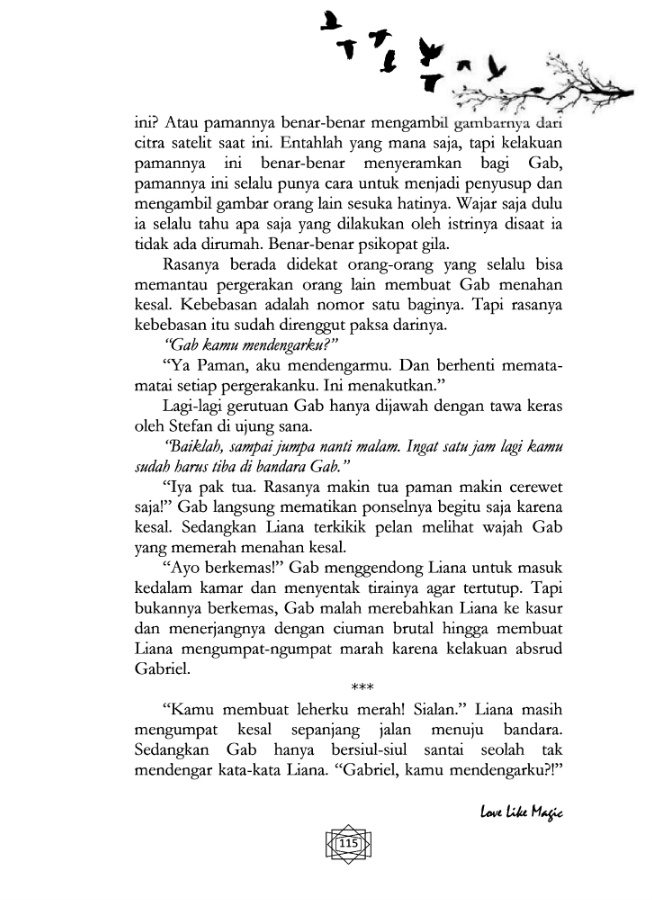 ini? Atau pamannya benar-benar mengambil gambarnya dari
citra satelit saat ini. Entahlah yang mana saja, tapi kelakuan
pamannya ini benar-benar menyeramkan bagi Gab,
pamannya ini selalu punya cara untuk menjadi penyusup dan
mengambil gambar orang lain sesuka hatinya. Wajar saja dulu
ia selalu tahu apa saja yang dilakukan oleh istrinya disaat ia
tidak ada dirumah. Benar-benar psikopat gila.
Rasanya berada didekat orang-orang yang selalu bisa
memantau pergerakan orang lain membuat Gab menahan
kesal. Kebebasan adalah nomor satu baginya. Tapi rasanya
kebebasan itu sudah direnggut paksa darinya.
“Gab kamu mendengarku?”
“Ya Paman, aku mendengarmu. Dan berhenti memata-
matai setiap pergerakanku. Ini menakutkan.”
Lagi-lagi gerutuan Gab hanya dijawah dengan tawa keras
oleh Stefan di ujung sana.
“Baiklah, sampai jumpa nanti malam. Ingat satu jam lagi kamu
sudah harus tiba di bandara Gab.”
“Iya pak tua. Rasanya makin tua paman makin cerewet
saja!” Gab langsung mematikan ponselnya begitu saja karena
kesal. Sedangkan Liana terkikik pelan melihat wajah Gab
yang memerah menahan kesal.
“Ayo berkemas!” Gab menggendong Liana untuk masuk
kedalam kamar dan menyentak tirainya agar tertutup. Tapi
bukannya berkemas, Gab malah merebahkan Liana ke kasur
dan menerjangnya dengan ciuman brutal hingga membuat
Liana mengumpat-ngumpat marah karena kelakuan absrud
Gabriel.
***
“Kamu membuat leherku merah! Sialan.” Liana masih
mengumpat kesal sepanjang jalan menuju bandara.
Sedangkan Gab hanya bersiul-siul santai seolah tak
mendengar kata-kata Liana. “Gabriel, kamu mendengarku?!”
Love Like Magic
115